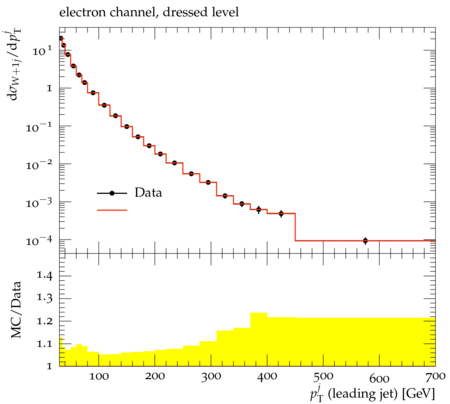 electron channel, dressed level
dσW+1j/dp_T^j
10^1
1
10^−1
10^−2
10^−3
10^−4
Data
MC/Data
1.4
1.3
1.2
1.1
1
100 200 300 400 500 600 700
p_T^j (leading jet) [GeV]